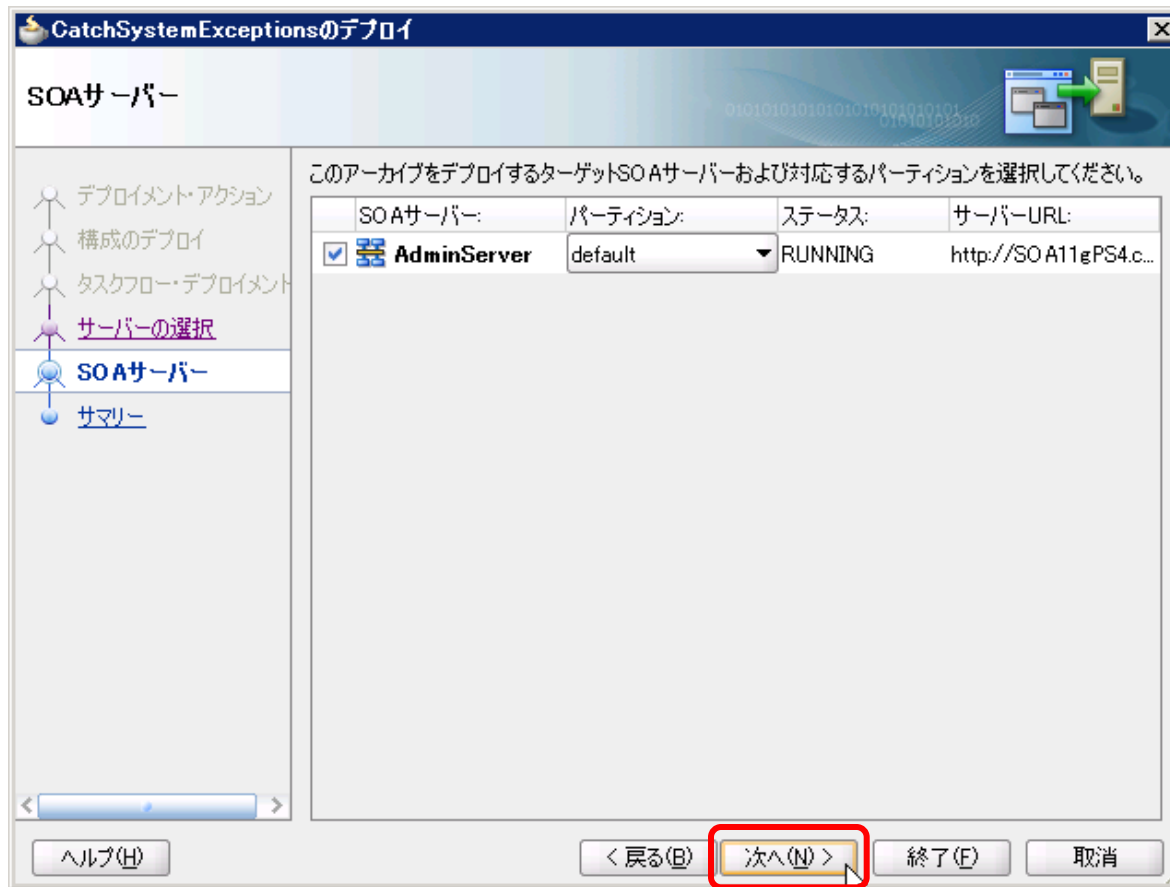 CatchSystemExceptionsのデプロイ
SOAサーバー
このアーカイブをデプロイするターゲットSOAサーバーおよび対応するパーティションを選択してください。
デプロイメント・アクション
構成のデプロイ
タスクフロー・デプロイメント
サーバーの選択
SOAサーバー
サマリー
SOAサーバー: パーティション: ステータス: サーバーURL:
AdminServer default RUNNING http://SOA11gPS4.c...
ヘルプ(H) < 戻る(B) 次へ(N) > 終了(F) 取消